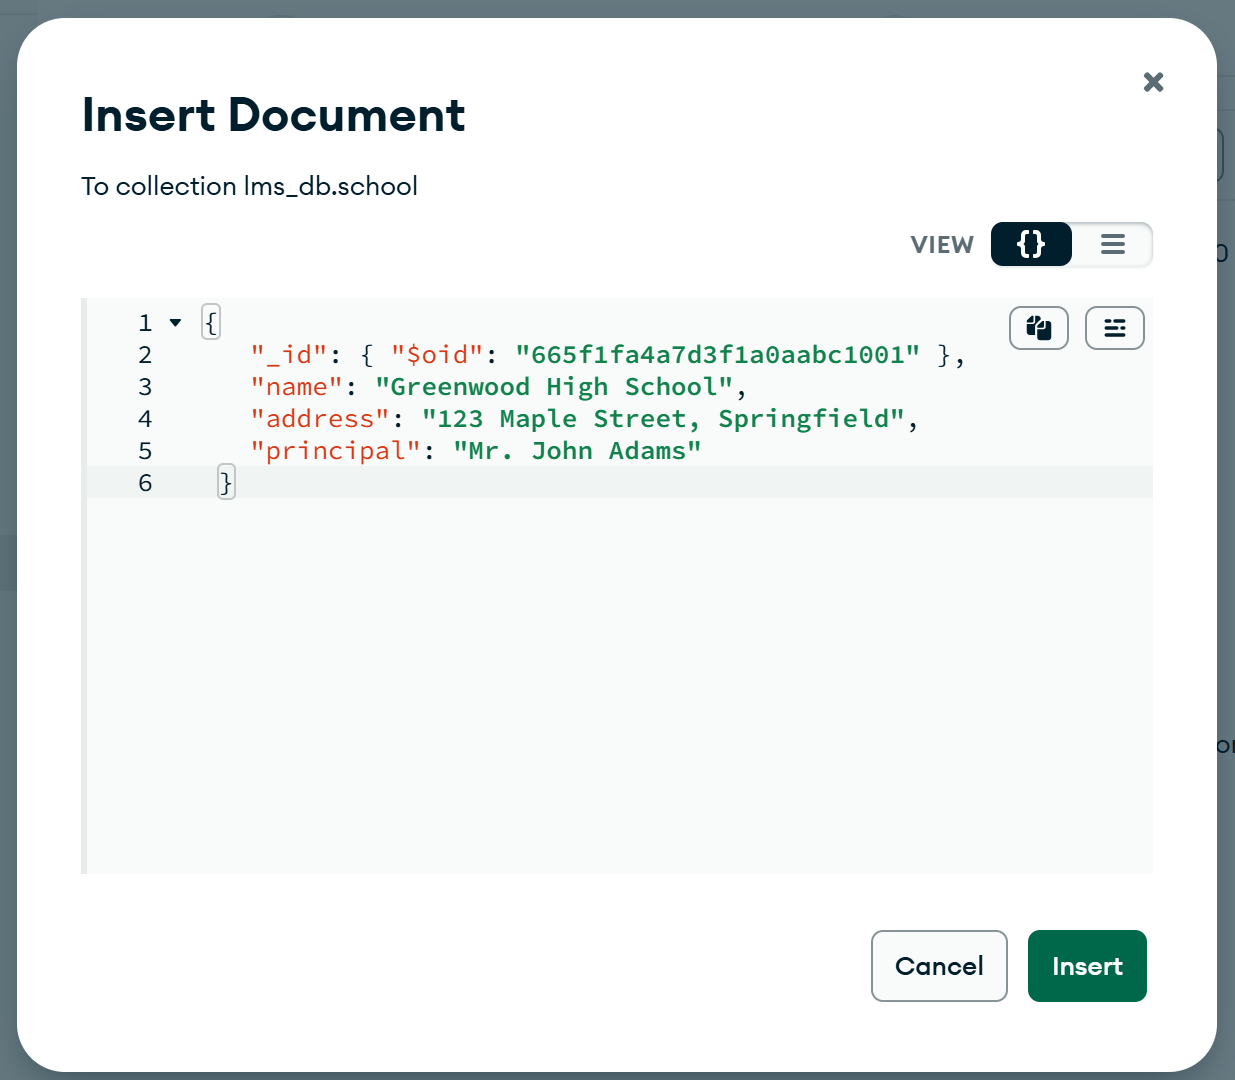 Insert Document
To collection lms_db.school
VIEW {} 
1 {
2 "_id": { "$oid": "665f1fa4a7d3f1a0aabc1001" },
3 "name": "Greenwood High School",
4 "address": "123 Maple Street, Springfield",
5 "principal": "Mr. John Adams"
6 }
Cancel Insert